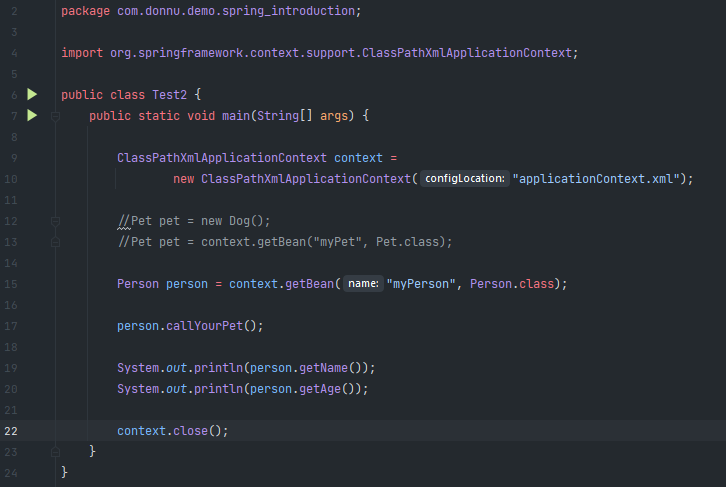 2 package com.donnu.demo.spring_introduction;
3
4 import org.springframework.context.support.ClassPathXmlApplicationContext;
5
6 public class Test2 {
7 public static void main(String[] args) {
8
9 ClassPathXmlApplicationContext context =
10 new ClassPathXmlApplicationContext( configLocation: "applicationContext.xml");
11
12 //Pet pet = new Dog();
13 //Pet pet = context.getBean("myPet", Pet.class);
14
15 Person person = context.getBean( name: "myPerson", Person.class);
16
17 person.callYourPet();
18
19 System.out.println(person.getName());
20 System.out.println(person.getAge());
21
22 context.close();
23 }
24 }